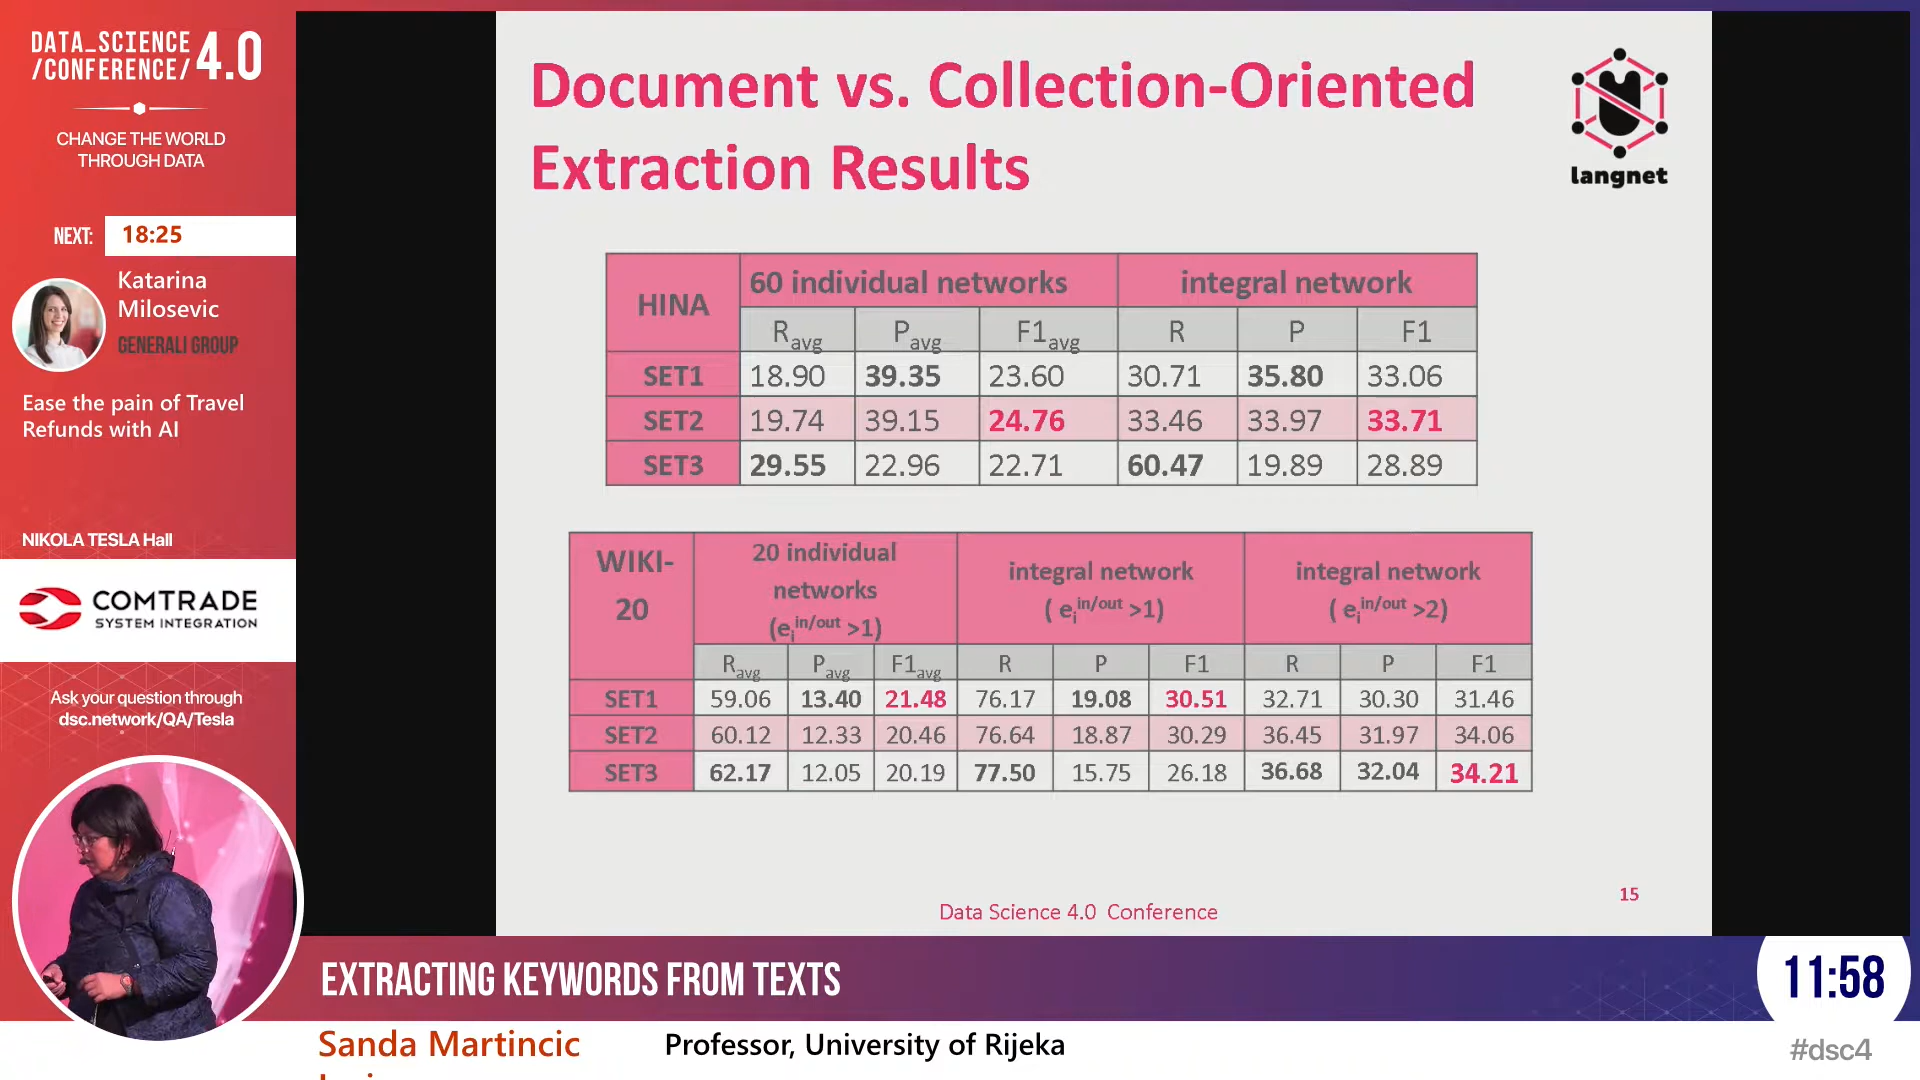 DATA_SCIENCE
/CONFERENCE/ 4.0
CHANGE THE WORLD
THROUGH DATA
NEXT: 18:25
Katarina
Milosevic
GENERALI GROUP
Ease the pain of Travel
Refunds with AI
NIKOLA TESLA Hall
COMTRADE
SYSTEM INTEGRATION
Ask your question through
dsc.network/QA/Tesla
Document vs. Collection-Oriented
Extraction Results
langnet
HINA 60 individual networks integral network
Ravg Pavg F1avg R P F1
SET1 18.90 39.35 23.60 30.71 35.80 33.06
SET2 19.74 39.15 24.76 33.46 33.97 33.71
SET3 29.55 22.96 22.71 60.47 19.89 28.89
WIKI-
20
20 individual
networks
(ei in/out >1)
integral network
( ei in/out >1)
integral network
( ei in/out >2)
Ravg Pavg F1avg R P F1 R P F1
SET1 59.06 13.40 21.48 76.17 19.08 30.51 32.71 30.30 31.46
SET2 60.12 12.33 20.46 76.64 18.87 30.29 36.45 31.97 34.06
SET3 62.17 12.05 20.19 77.50 15.75 26.18 36.68 32.04 34.21
Data Science 4.0 Conference
15
EXTRACTING KEYWORDS FROM TEXTS
11:58
Sanda Martincic
Professor, University of Rijeka
#dsc4